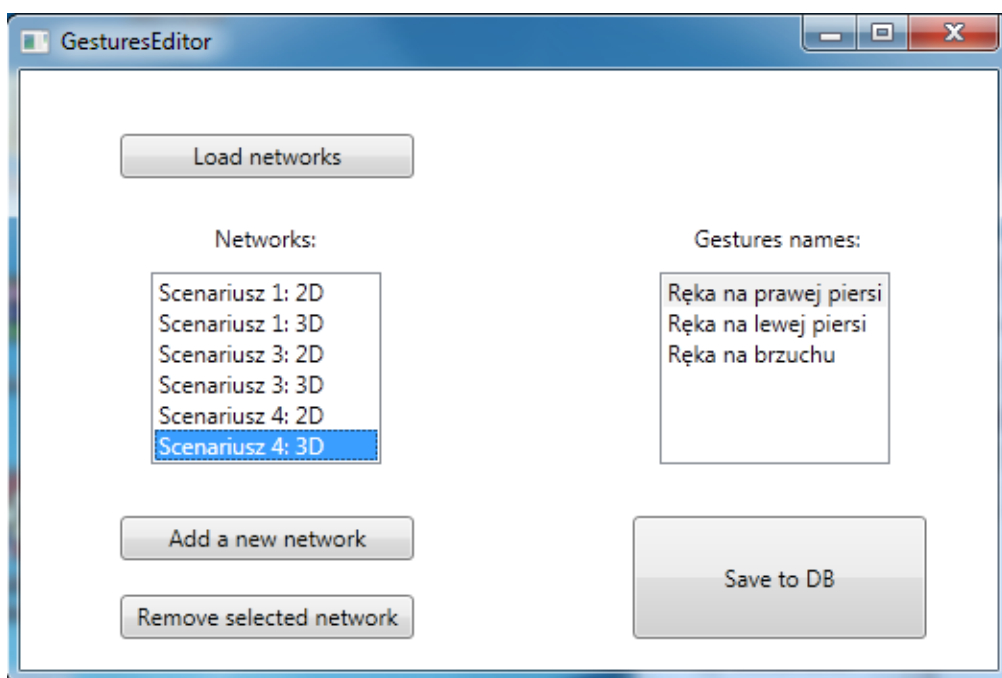 GesturesEditor
Load networks
Networks:
Scenariusz 1: 2D
Scenariusz 1: 3D
Scenariusz 3: 2D
Scenariusz 3: 3D
Scenariusz 4: 2D
Scenariusz 4: 3D
Add a new network
Remove selected network
Gestures names:
Ręka na prawej piersi
Ręka na lewej piersi
Ręka na brzuchu
Save to DB